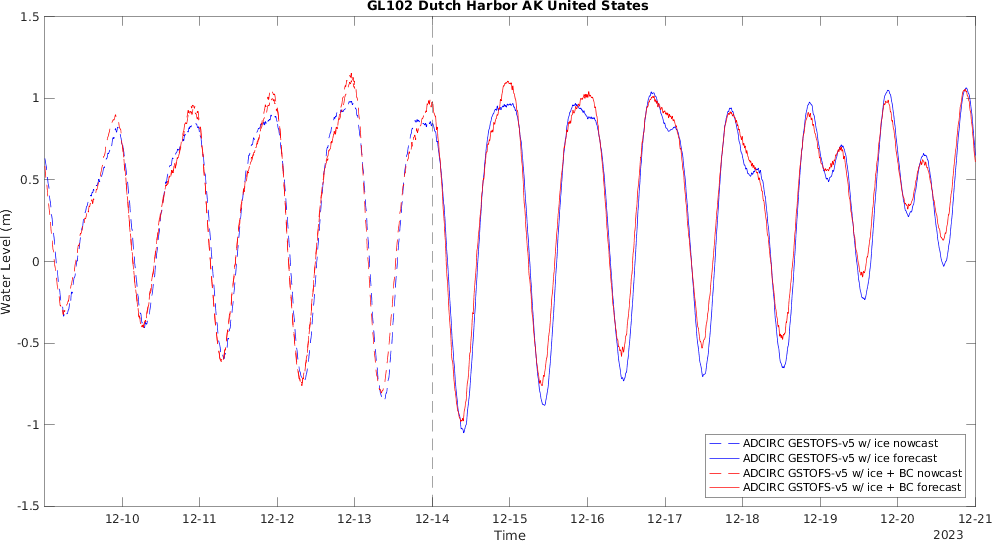 GL102 Dutch Harbor AK United States
1.5
1
0.5
0
-0.5
-1
-1.5
Water Level (m)
12-10 12-11 12-12 12-13 12-14 12-15 12-16 12-17 12-18 12-19 12-20 12-21
Time
2023
ADCIRC GESTOFS-v5 w/ ice nowcast
ADCIRC GESTOFS-v5 w/ ice forecast
ADCIRC GSTOFS-v5 w/ ice + BC nowcast
ADCIRC GSTOFS-v5 w/ ice + BC forecast